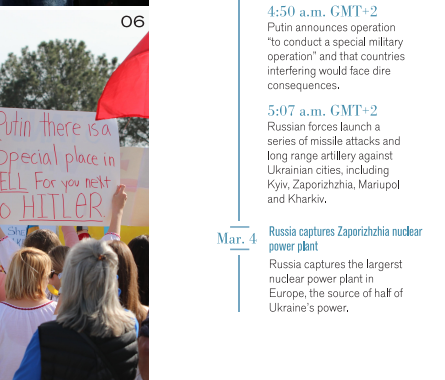 06
Putin there is a
Special place in
HELL For you next
to HITLER
4:50 a.m. GMT+2
Putin announces operation
“to conduct a special military
operation” and that countries
interfering would face dire
consequences.
5:07 a.m. GMT+2
Russian forces launch a
series of missile attacks and
long range artillery against
Ukrainian cities, including
Kyiv, Zaporizhzhia, Mariupol
and Kharkiv.
Mar. 4
Russia captures Zaporizhzhia nuclear
power plant
Russia captures the largerst
nuclear power plant in
Europe, the source of half of
Ukraine’s power.